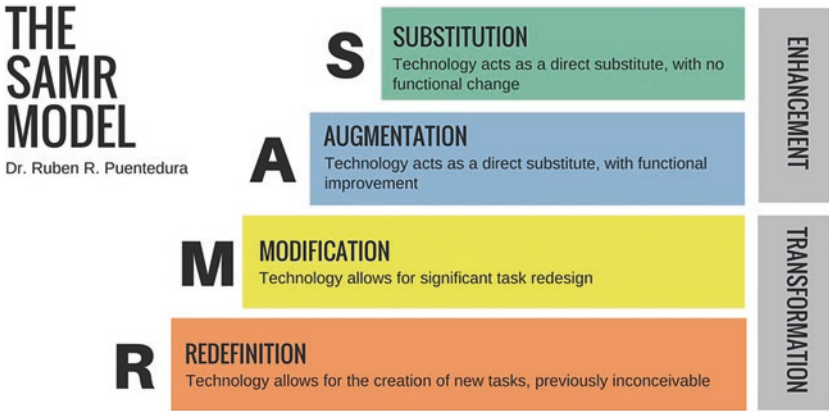 THE
SAMR
MODEL
Dr. Ruben R. Puentedura
S
SUBSTITUTION
Technology acts as a direct substitute, with no
functional change
A
AUGMENTATION
Technology acts as a direct substitute, with functional
improvement
ENHANCEMENT
M
MODIFICATION
Technology allows for significant task redesign
R
REDEFINITION
Technology allows for the creation of new tasks, previously inconceivable
TRANSFORMATION